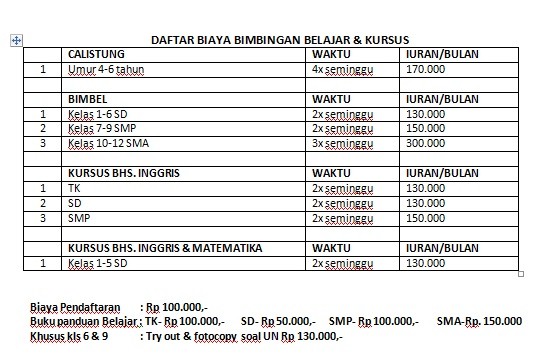 DAFTAR BIAYA BIMBINGAN BELAJAR & KURSUS
CALISTUNG WAKTU IURAN/BULAN
1 Umur 4-6 tahun 4x seminggu 170.000
BIMBEL WAKTU IURAN/BULAN
1 Kelas 1-6 SD 2x seminggu 130.000
2 Kelas 7-9 SMP 2x seminggu 150.000
3 Kelas 10-12 SMA 3x seminggu 300.000
KURSUS BHS. INGGRIS WAKTU IURAN/BULAN
1 TK 2x seminggu 130.000
2 SD 2x seminggu 130.000
3 SMP 2x seminggu 150.000
KURSUS BHS. INGGRIS & MATEMATIKA WAKTU IURAN/BULAN
1 Kelas 1-5 SD 2x seminggu 130.000
Biaya Pendaftaran : Rp 100.000,-
Buku panduan Belajar : TK- Rp 100.000,- SD- Rp 50.000,- SMP- Rp 100.000,- SMA-Rp. 150.000
Khusus kls 6 & 9 : Try out & fotocopy soal UN Rp 130.000,-